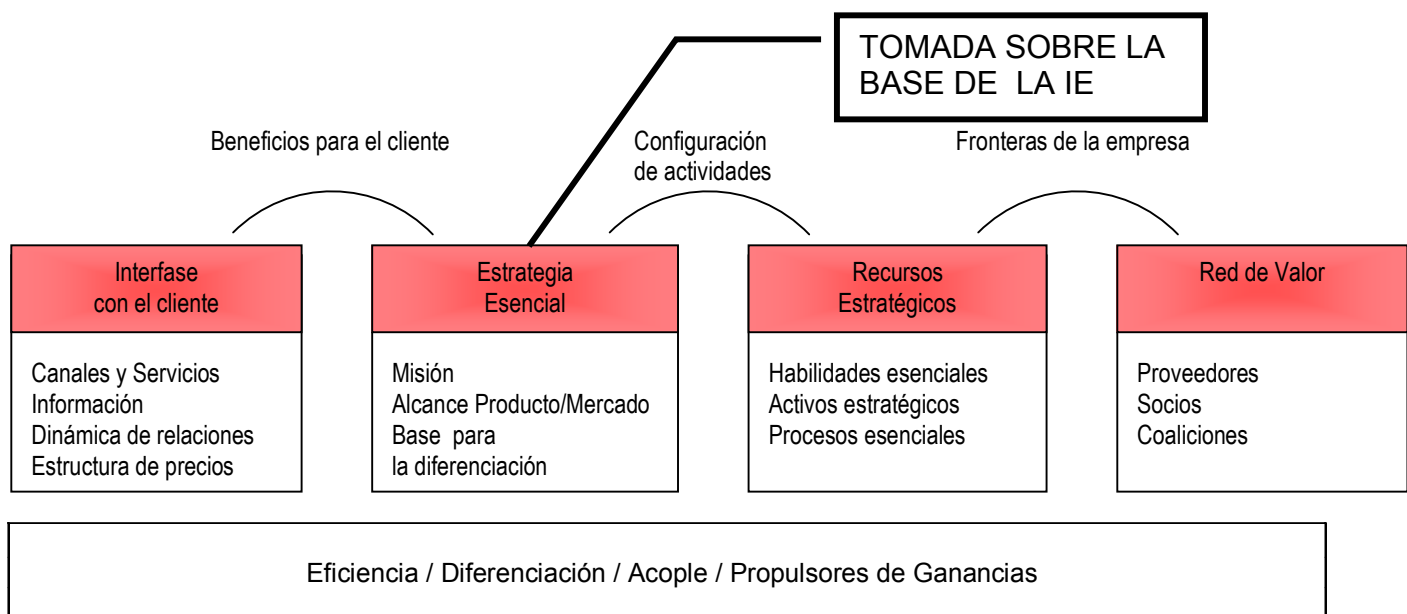 TOMADA SOBRE LA
BASE DE LA IE
Beneficios para el cliente
Configuración
de actividades
Fronteras de la empresa
Interfase
con el cliente
Estrategia
Esencial
Recursos
Estratégicos
Red de Valor
Canales y Servicios
Información
Dinámica de relaciones
Estructura de precios
Misión
Alcance Producto/Mercado
Base para
la diferenciación
Habilidades esenciales
Activos estratégicos
Procesos esenciales
Proveedores
Socios
Coaliciones
Eficiencia / Diferenciación / Acople / Propulsores de Ganancias